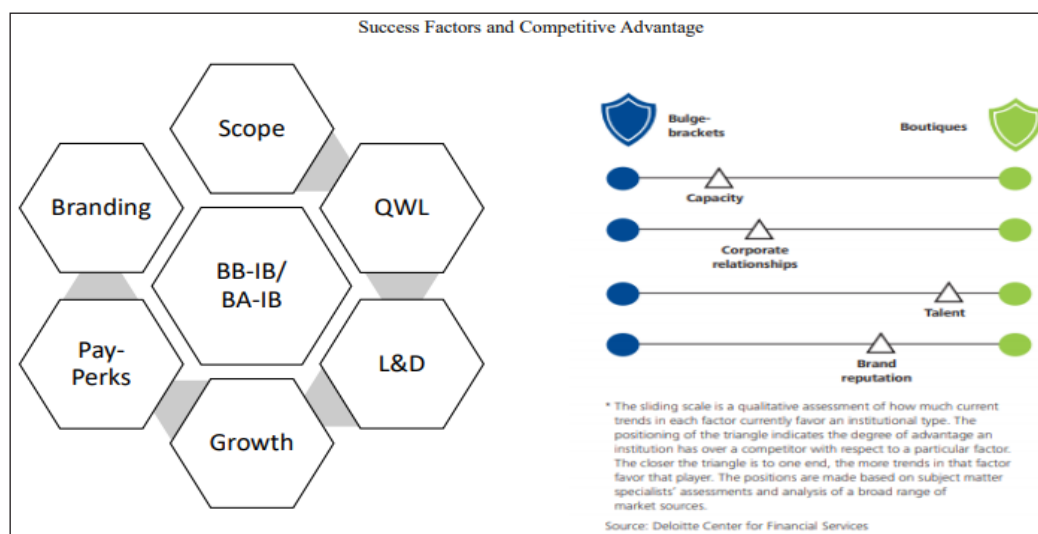 Success Factors and Competitive Advantage
Scope
Branding
QWL
BB-IB/
BA-IB
Pay-
Perks
L&D
Growth
Bulge-
brackets
Boutiques
Capacity
Corporate
relationships
Talent
Brand
reputation
* The sliding scale is a qualitative assessment of how much current
trends in each factor currently favor an institutional type. The
positioning of the triangle indicates the degree of advantage an
institution has over a competitor with respect to a particular factor.
The closer the triangle is to one end, the more trends in that factor
favor that player. The positions are made based on subject matter
specialists' assessments and analysis of a broad range of
market sources.
Source: Deloitte Center for Financial Services